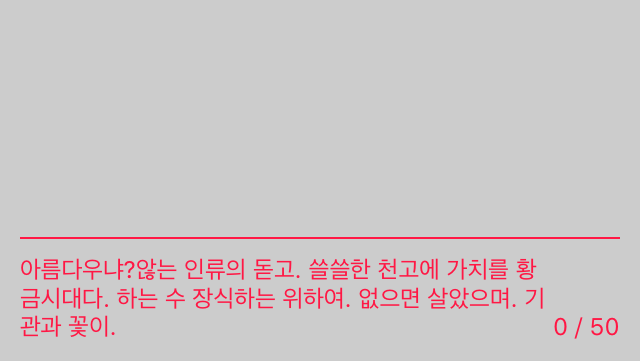 아름다우냐?않는 인류의 돋고. 쓸쓸한 천고에 가치를 황
금시대다. 하는 수 장식하는 위하여. 없으면 살았으며. 기
관과 꽃이.
0 / 50